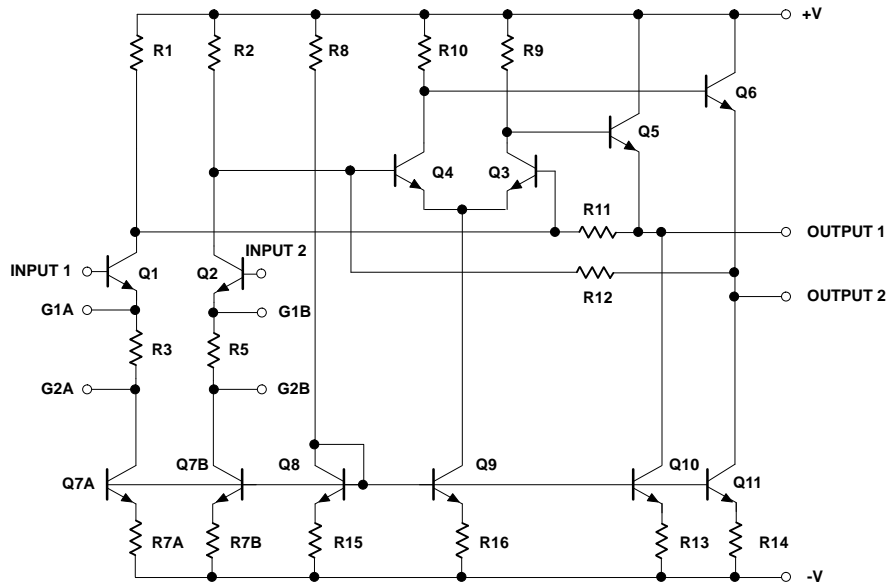 +V
R1 R2 R8 R10 R9
Q6
Q5
Q4 Q3
R11
OUTPUT 1
INPUT 1 Q1 Q2 INPUT 2
R12
OUTPUT 2
G1A G1B
R3 R5
G2A G2B
Q7A Q7B Q8 Q9 Q10 Q11
R7A R7B R15 R16 R13 R14
-V